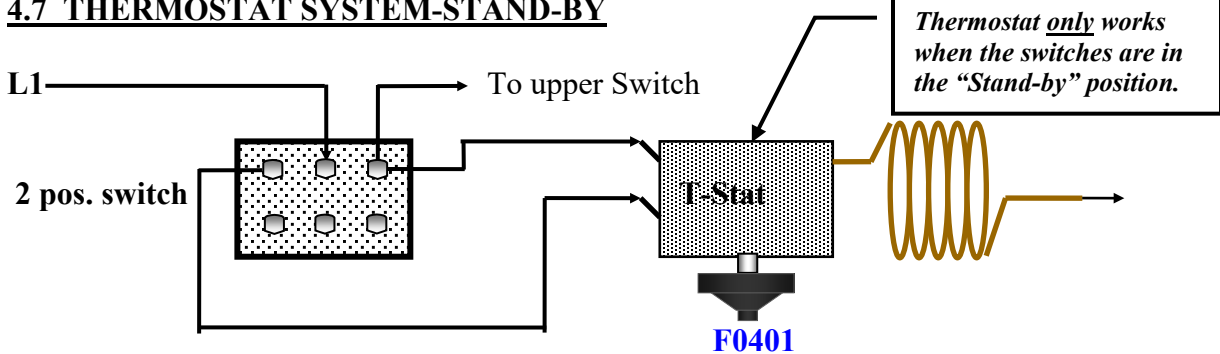 4.7 THERMOSTAT SYSTEM-STAND-BY
Thermostat only works
when the switches are in
the “Stand-by” position.
L1
To upper Switch
2 pos. switch
T-Stat
F0401